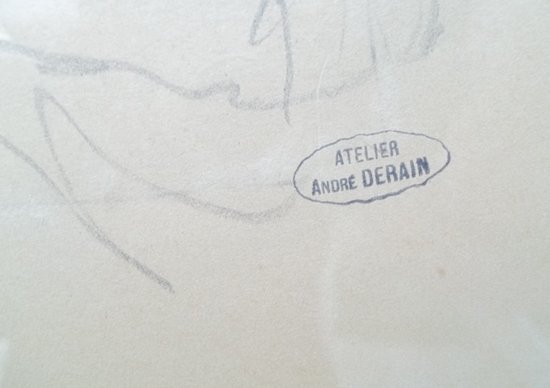 ATELIER
ANDRÉ DERAIN